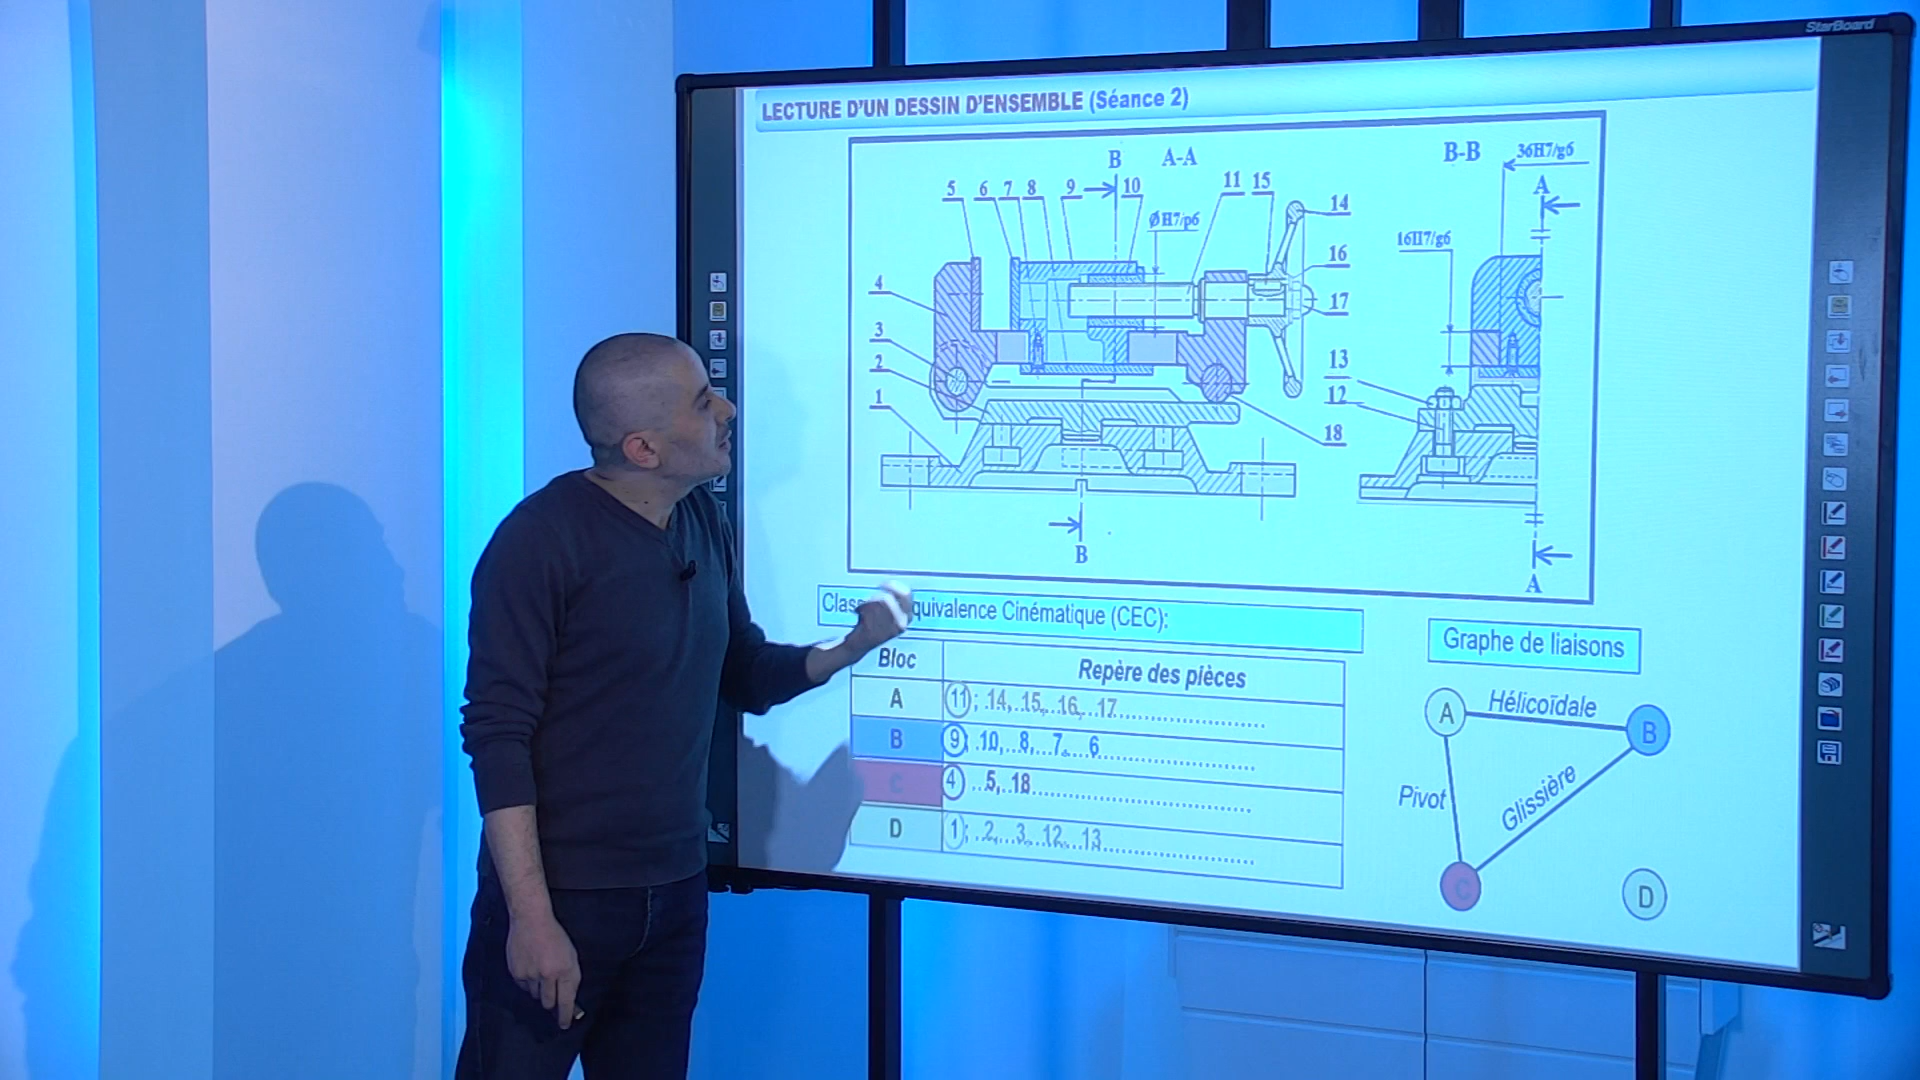 StarBoard
LECTURE D'UN DESSIN D'ENSEMBLE (Séance 2)
B A-A B-B 36H7/g6
5 6 7 8 9 10 11 15 A
14
ØH7/p6
16H7/g6
16
4
17
3
13
2
12
1
18
B
A
équivalence Cinématique (CEC):
Graphe de liaisons
Bloc Repère des pièces
A 11; .14,..15,..16,..17
B 9; .10,...8,...7,...6
C 4 ...5,..18
D 1; ..2,...3,..12,..13
A Hélicoïdale B
Pivot Glissière
C D